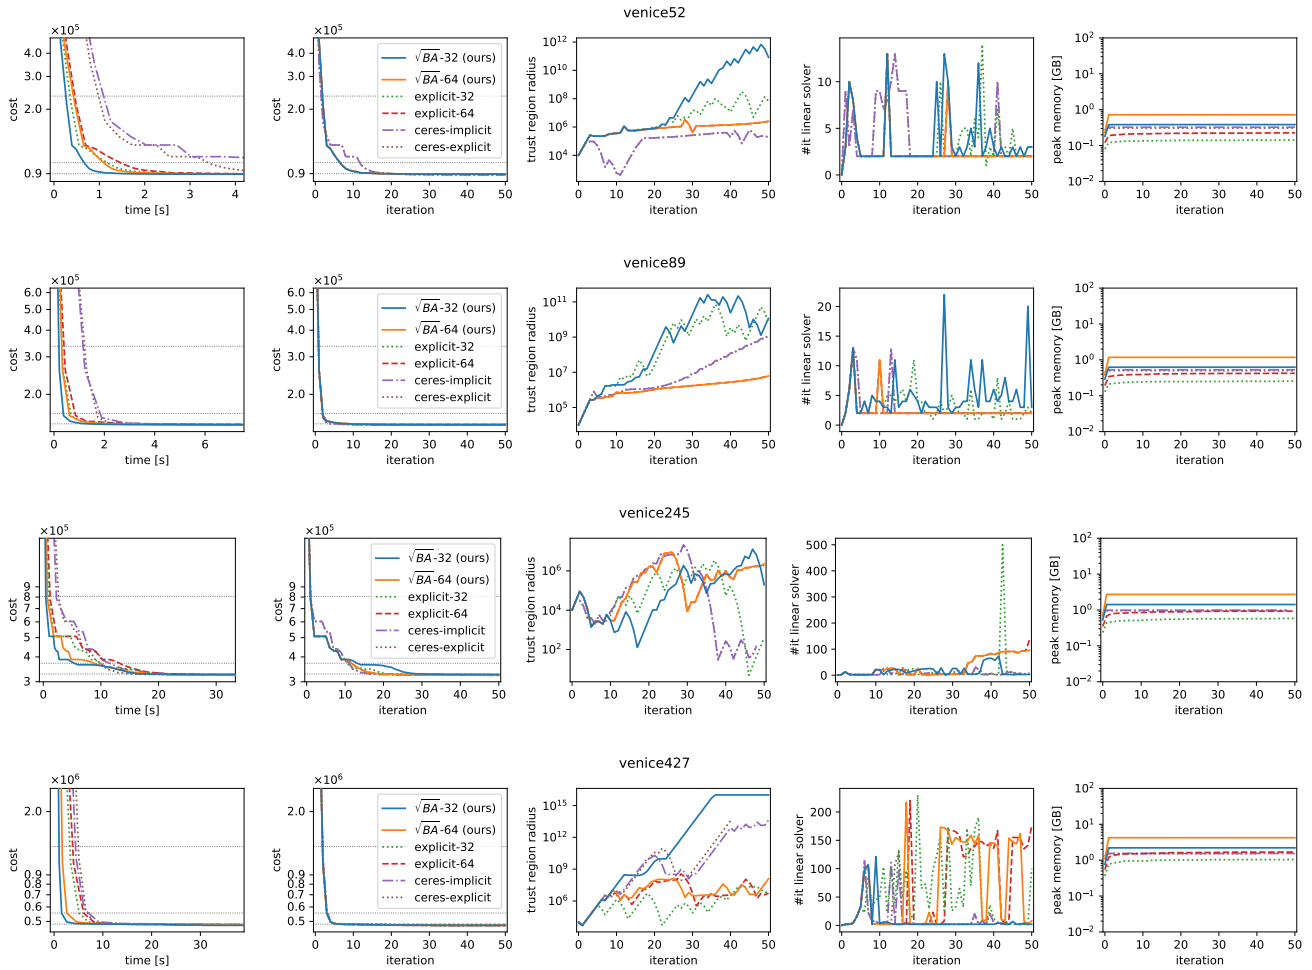 venice52
×10⁵
4.0
3.0
2.0
0.9
cost
0 1 2 3 4
time [s]
×10⁵
4.0
3.0
2.0
0.9
cost
0 10 20 30 40 50
iteration
√BA-32 (ours)
√BA-64 (ours)
explicit-32
explicit-64
ceres-implicit
ceres-explicit
10¹²
10¹⁰
10⁸
10⁶
10⁴
trust region radius
0 10 20 30 40 50
iteration
10
5
0
#it linear solver
0 10 20 30 40 50
iteration
10²
10¹
10⁰
10⁻¹
10⁻²
peak memory [GB]
0 10 20 30 40 50
iteration
venice89
×10⁵
6.0
5.0
4.0
3.0
2.0
cost
0 2 4 6
time [s]
×10⁵
6.0
5.0
4.0
3.0
2.0
cost
0 10 20 30 40 50
iteration
√BA-32 (ours)
√BA-64 (ours)
explicit-32
explicit-64
ceres-implicit
ceres-explicit
10¹¹
10⁹
10⁷
10⁵
trust region radius
0 10 20 30 40 50
iteration
20
15
10
5
0
#it linear solver
0 10 20 30 40 50
iteration
10²
10¹
10⁰
10⁻¹
10⁻²
peak memory [GB]
0 10 20 30 40 50
iteration
venice245
×10⁵
9
8
6
5
4
3
cost
0 10 20 30
time [s]
×10⁵
9
8
6
5
4
3
cost
0 10 20 30 40 50
iteration
√BA-32 (ours)
√BA-64 (ours)
explicit-32
explicit-64
ceres-implicit
ceres-explicit
10⁶
10⁴
10²
trust region radius
0 10 20 30 40 50
iteration
500
400
300
200
100
0
#it linear solver
0 10 20 30 40 50
iteration
10²
10¹
10⁰
10⁻¹
10⁻²
peak memory [GB]
0 10 20 30 40 50
iteration
venice427
×10⁶
2.0
0.9
0.8
0.6
0.5
cost
0 10 20 30
time [s]
×10⁶
2.0
0.9
0.8
0.6
0.5
cost
0 10 20 30 40 50
iteration
√BA-32 (ours)
√BA-64 (ours)
explicit-32
explicit-64
ceres-implicit
ceres-explicit
10¹⁵
10¹²
10⁹
10⁶
trust region radius
0 10 20 30 40 50
iteration
200
150
100
50
0
#it linear solver
0 10 20 30 40 50
iteration
10²
10¹
10⁰
10⁻¹
10⁻²
peak memory [GB]
0 10 20 30 40 50
iteration